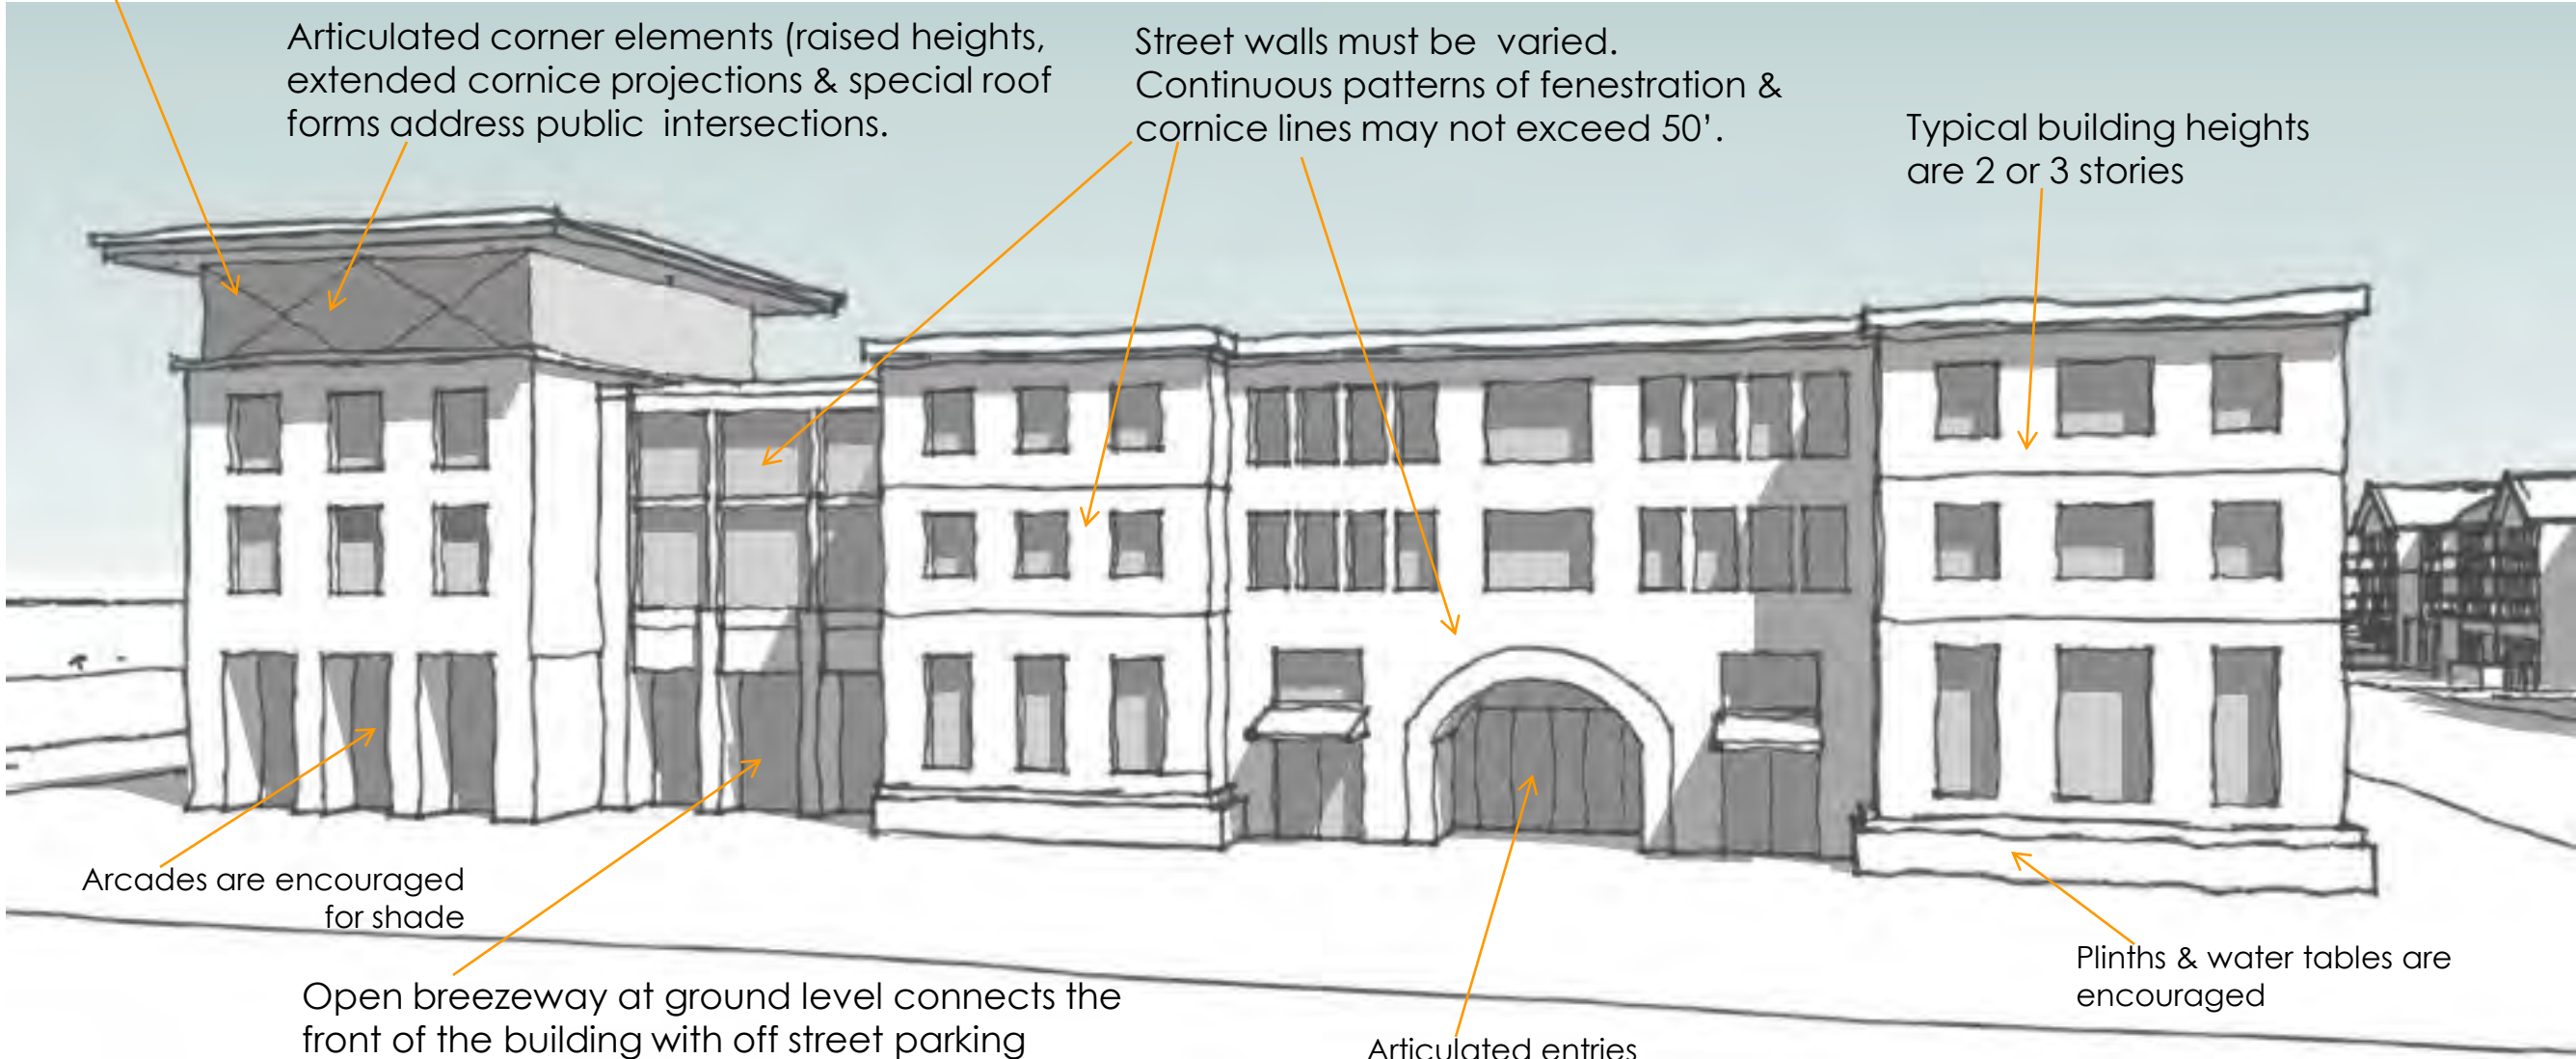 Articulated corner elements (raised heights,
extended cornice projections & special roof
forms address public intersections.
Street walls must be varied.
Continuous patterns of fenestration &
cornice lines may not exceed 50’.
Typical building heights
are 2 or 3 stories
Arcades are encouraged
for shade
Open breezeway at ground level connects the
front of the building with off street parking
Articulated entries
Plinths & water tables are
encouraged